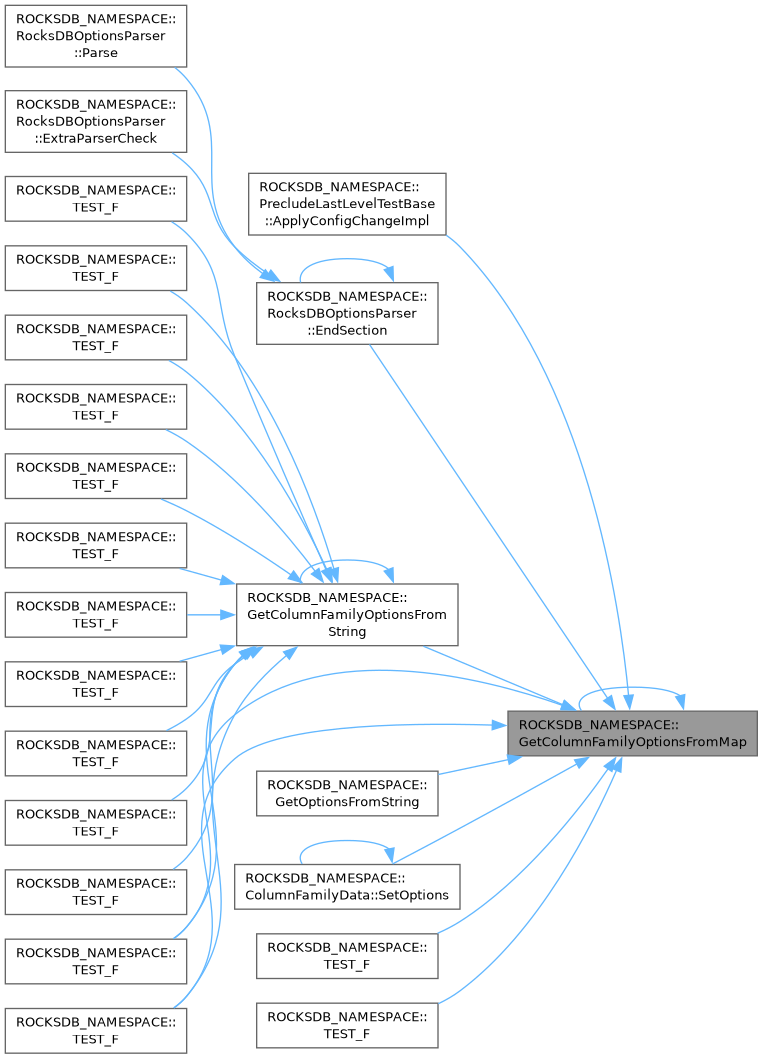 ROCKSDB_NAMESPACE::
RocksDBOptionsParser
::Parse
ROCKSDB_NAMESPACE::
RocksDBOptionsParser
::ExtraParserCheck
ROCKSDB_NAMESPACE::
TEST_F
ROCKSDB_NAMESPACE::
TEST_F
ROCKSDB_NAMESPACE::
TEST_F
ROCKSDB_NAMESPACE::
TEST_F
ROCKSDB_NAMESPACE::
TEST_F
ROCKSDB_NAMESPACE::
TEST_F
ROCKSDB_NAMESPACE::
TEST_F
ROCKSDB_NAMESPACE::
TEST_F
ROCKSDB_NAMESPACE::
TEST_F
ROCKSDB_NAMESPACE::
TEST_F
ROCKSDB_NAMESPACE::
TEST_F
ROCKSDB_NAMESPACE::
TEST_F
ROCKSDB_NAMESPACE::
TEST_F
ROCKSDB_NAMESPACE::
PrecludeLastLevelTestBase
::ApplyConfigChangeImpl
ROCKSDB_NAMESPACE::
RocksDBOptionsParser
::EndSection
ROCKSDB_NAMESPACE::
GetColumnFamilyOptionsFrom
String
ROCKSDB_NAMESPACE::
GetOptionsFromString
ROCKSDB_NAMESPACE::
ColumnFamilyData::SetOptions
ROCKSDB_NAMESPACE::
TEST_F
ROCKSDB_NAMESPACE::
TEST_F
ROCKSDB_NAMESPACE::
GetColumnFamilyOptionsFromMap